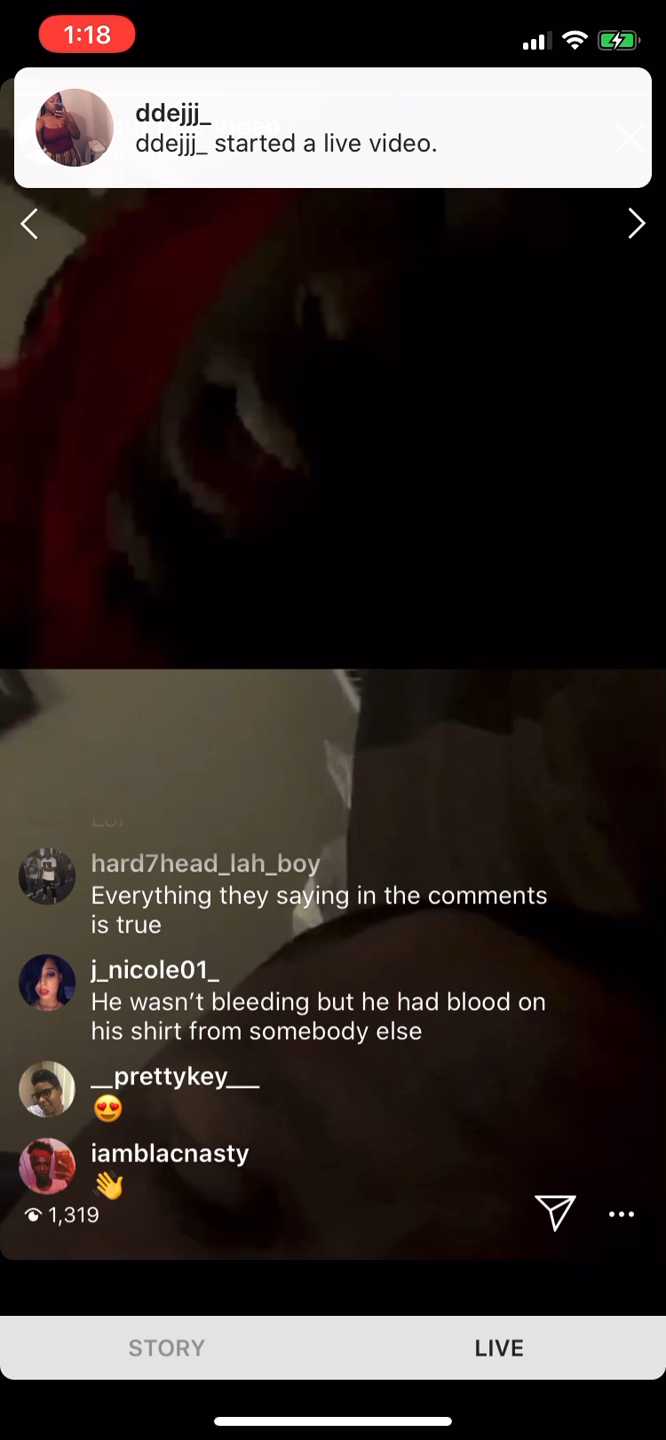 1:18
ddejjj_
ddejjj_ started a live video.
hard7head_lah_boy
Everything they saying in the comments
is true
j_nicole01_
He wasn’t bleeding but he had blood on
his shirt from somebody else
__prettykey___
😍
iamblacnasty
👋
1,319
STORY
LIVE